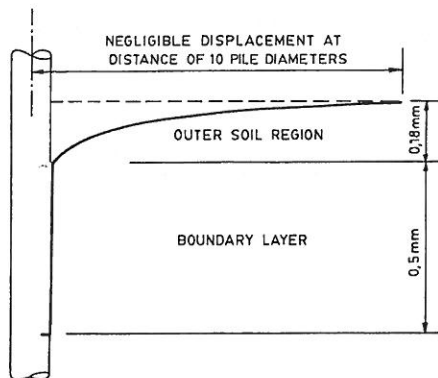 NEGLIGIBLE DISPLACEMENT AT
DISTANCE OF 10 PILE DIAMETERS
OUTER SOIL REGION
0,18mm
BOUNDARY LAYER
0,5mm